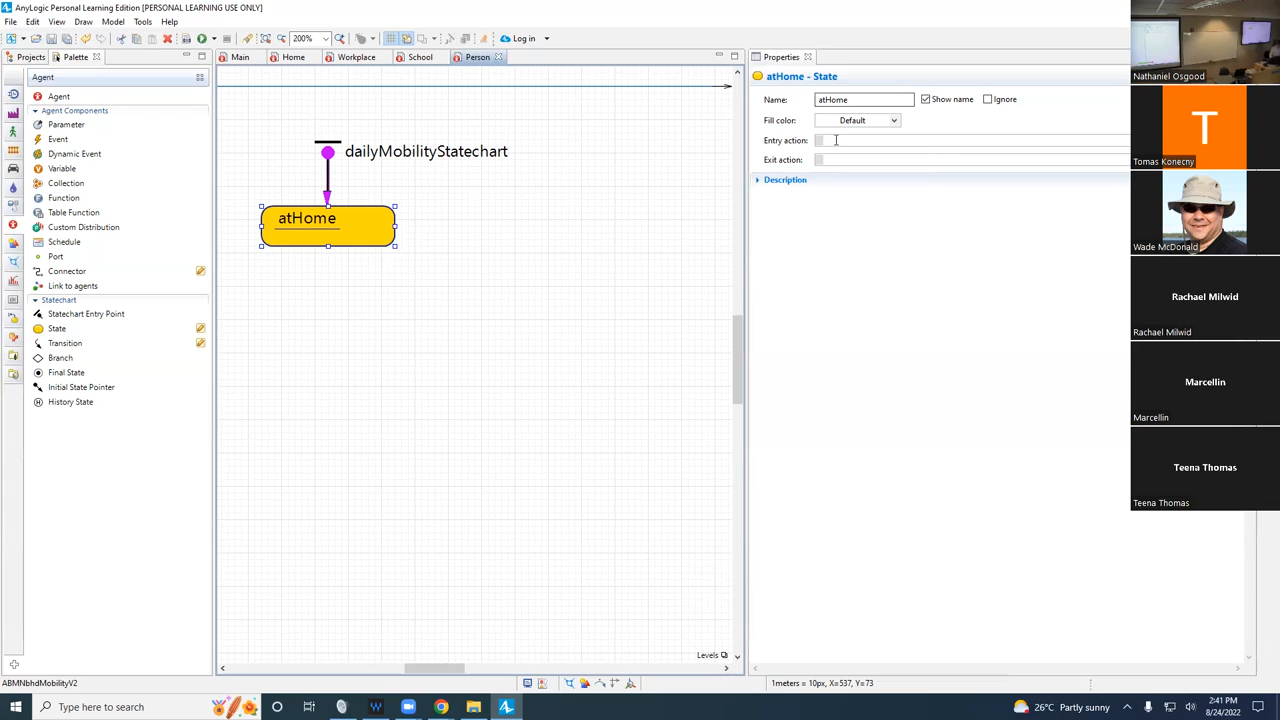 AnyLogic Personal Learning Edition [PERSONAL LEARNING USE ONLY]
File Edit View Draw Model Tools Help
200% Log in
Projects Palette Main Home Workplace School Person Properties
Agent
Agent
Agent Components
Parameter
Event
Dynamic Event
Variable
Collection
Function
Table Function
Custom Distribution
Schedule
Port
Connector
Link to agents
Statechart
Statechart Entry Point
State
Transition
Branch
Final State
Initial State Pointer
History State
dailyMobilityStatechart
atHome
Levels
atHome - State
Name: atHome Show name Ignore
Fill color: Default
Entry action:
Exit action:
Description
Nathaniel Osgood
T
Tomas Konecny
Wade McDonald
Rachael Milwid
Rachael Milwid
Marcellin
Marcellin
Teena Thomas
Teena Thomas
ABMNbhdMobilityV2 1meters = 10px, X=537, Y=73
Type here to search 26°C Partly sunny 2:41 PM
8/24/2022